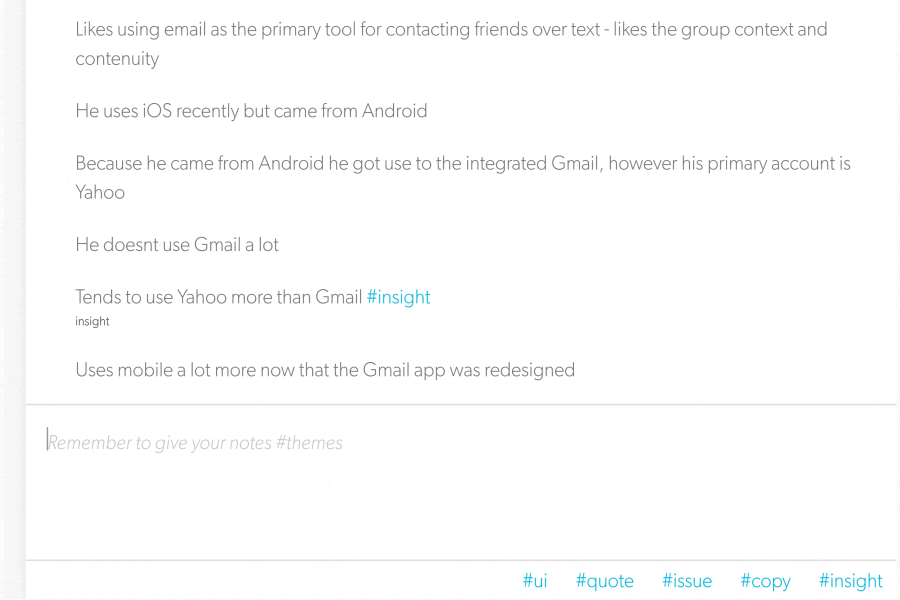 Likes using email as the primary tool for contacting friends over text - likes the group context and
contenuity
He uses iOS recently but came from Android
Because he came from Android he got use to the integrated Gmail, however his primary account is
Yahoo
He doesnt use Gmail a lot
Tends to use Yahoo more than Gmail #insight
insight
Uses mobile a lot more now that the Gmail app was redesigned
Remember to give your notes #themes
#ui #quote #issue #copy #insight